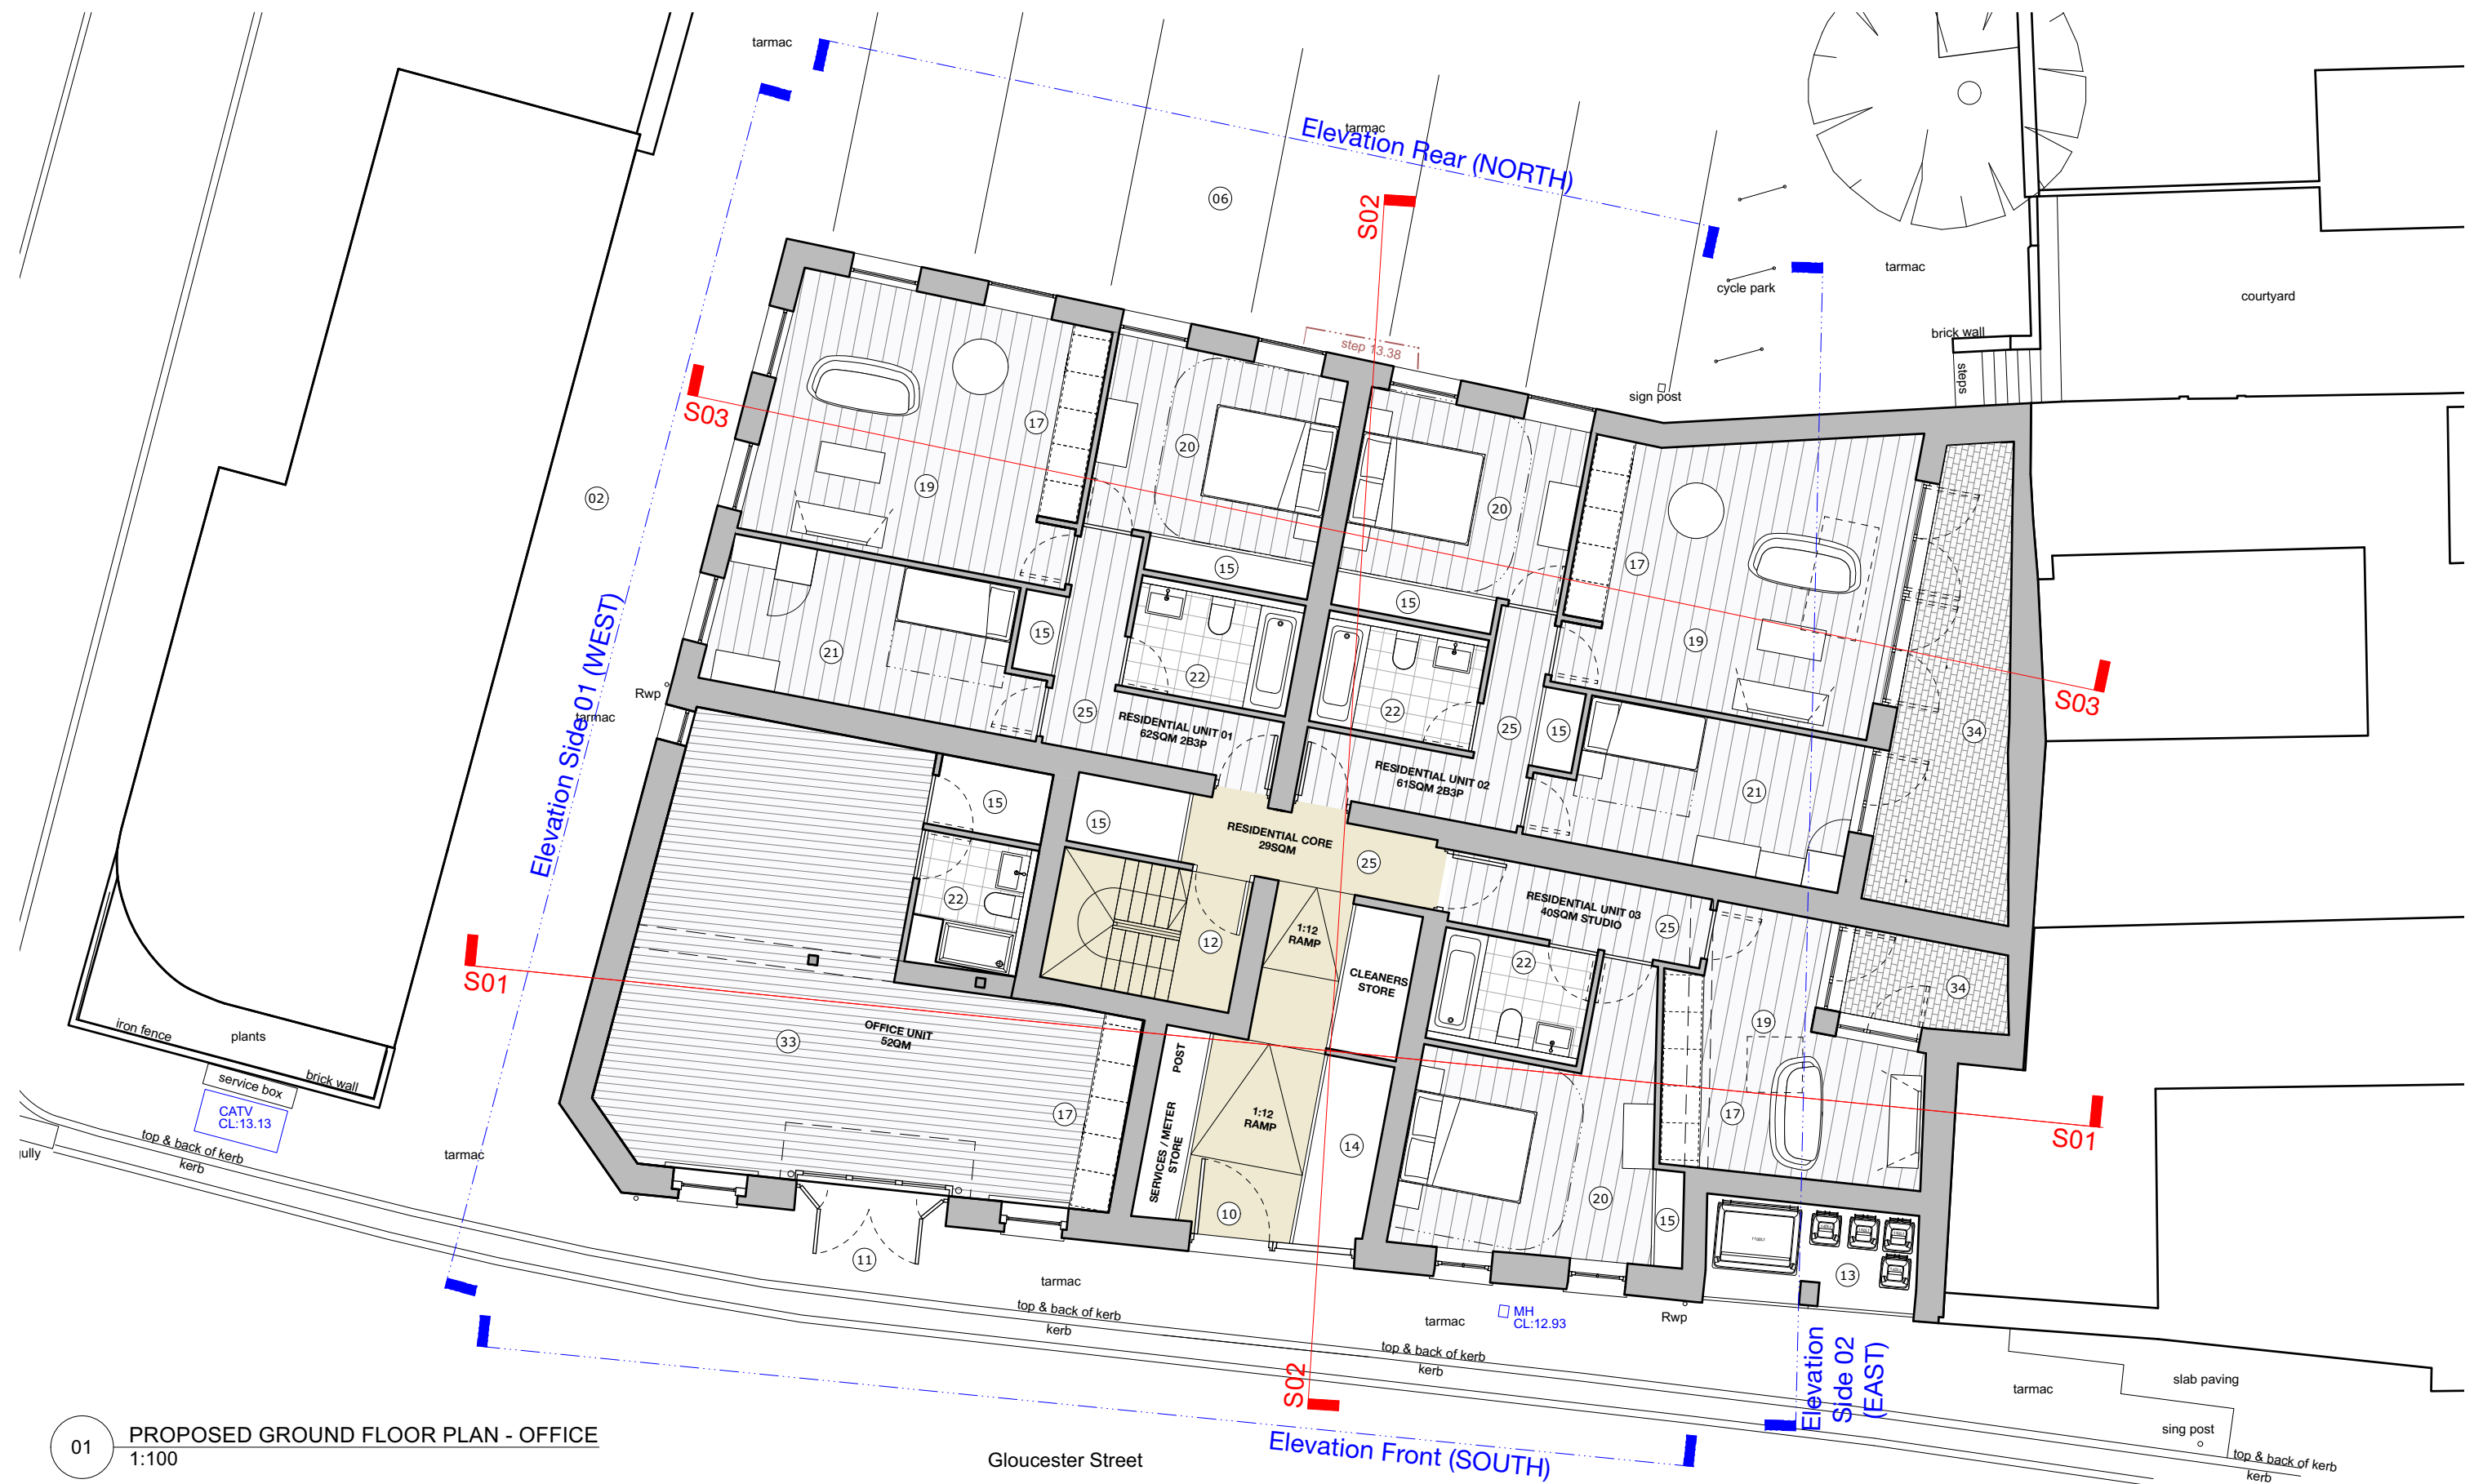 tarmac
Elevation Rear (NORTH)
tarmac
06
S02
tarmac
cycle park
courtyard
brick wall
step 13.38
steps
sign post
S03
17
20
19
02
20
17
15
15
15
21
22
19
Elevation Side 01 (WEST)
Rwp
tarmac
25
RESIDENTIAL UNIT 01
62SQM 2B3P
22
25
15
S03
34
RESIDENTIAL UNIT 02
61SQM 2B3P
21
15
15
RESIDENTIAL CORE
29SQM
25
22
12
RESIDENTIAL UNIT 03
40SQM STUDIO
25
1:12
RAMP
22
CLEANERS
STORE
34
S01
19
OFFICE UNIT
52QM
33
POST
iron fence
plants
brick wall
service box
CATV
CL:13.13
17
1:12
RAMP
SERVICES / METER
STORE
14
17
S01
top & back of kerb
kerb
gully
tarmac
10
20
15
11
13
tarmac
top & back of kerb
kerb
MH
CL:12.93
tarmac
Rwp
top & back of kerb
kerb
S02
Elevation
Side 02
(EAST)
tarmac
slab paving
sing post
top & back of kerb
kerb
Elevation Front (SOUTH)
Gloucester Street
01
PROPOSED GROUND FLOOR PLAN - OFFICE
1:100